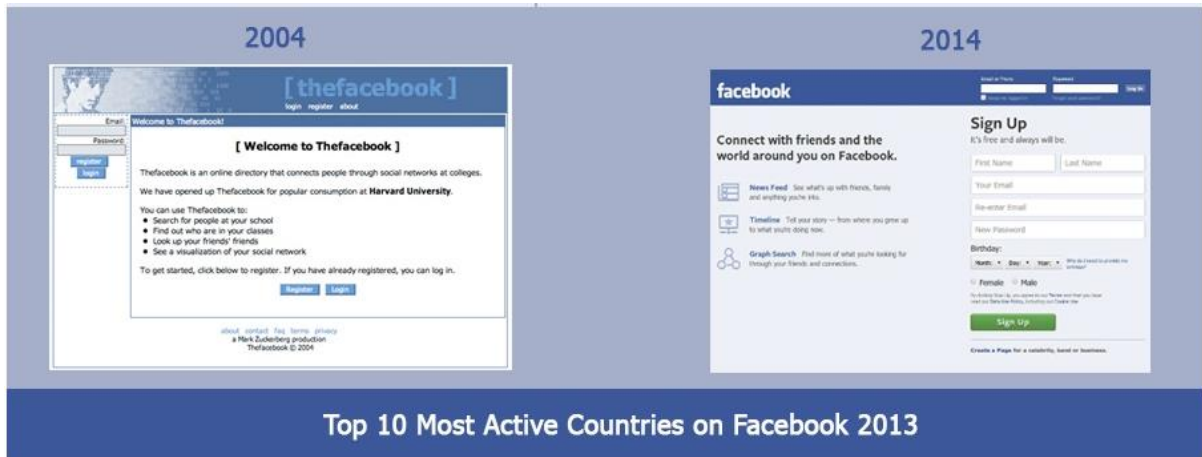 2004
2014
[ thefacebook ]
login register about
Email:
Password:
register
login
Welcome to Thefacebook!
[ Welcome to Thefacebook ]
Thefacebook is an online directory that connects people through social networks at colleges.
We have opened up Thefacebook for popular consumption at Harvard University.
You can use Thefacebook to:
• Search for people at your school
• Find out who are in your classes
• Look up your friends' friends
• See a visualization of your social network
To get started, click below to register. If you have already registered, you can log in.
Register Login
about contact faq terms privacy
a Mark Zuckerberg production
Thefacebook © 2004
facebook
Email or Phone
Password
Log In
Connect with friends and the
world around you on Facebook.
News Feed See what's up with friends, family
and anything you're into.
Timeline Tell your story — from where you grew up
to what you're doing now.
Graph Search Find more of what you're looking for
through your friends and connections.
Sign Up
It's free and always will be.
First Name Last Name
Your Email
Re-enter Email
New Password
Birthday:
Month: Day: Year:
Female Male
Sign Up
Create a Page for a celebrity, band or business.
Top 10 Most Active Countries on Facebook 2013